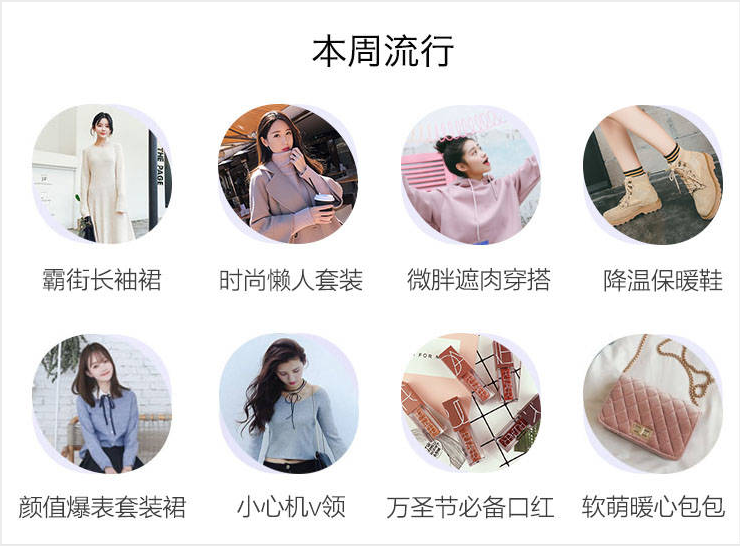 本周流行
THE PAGE
霸街长袖裙
时尚懒人套装
微胖遮肉穿搭
降温保暖鞋
颜值爆表套装裙
小心机v领
万圣节必备口红
软萌暖心包包